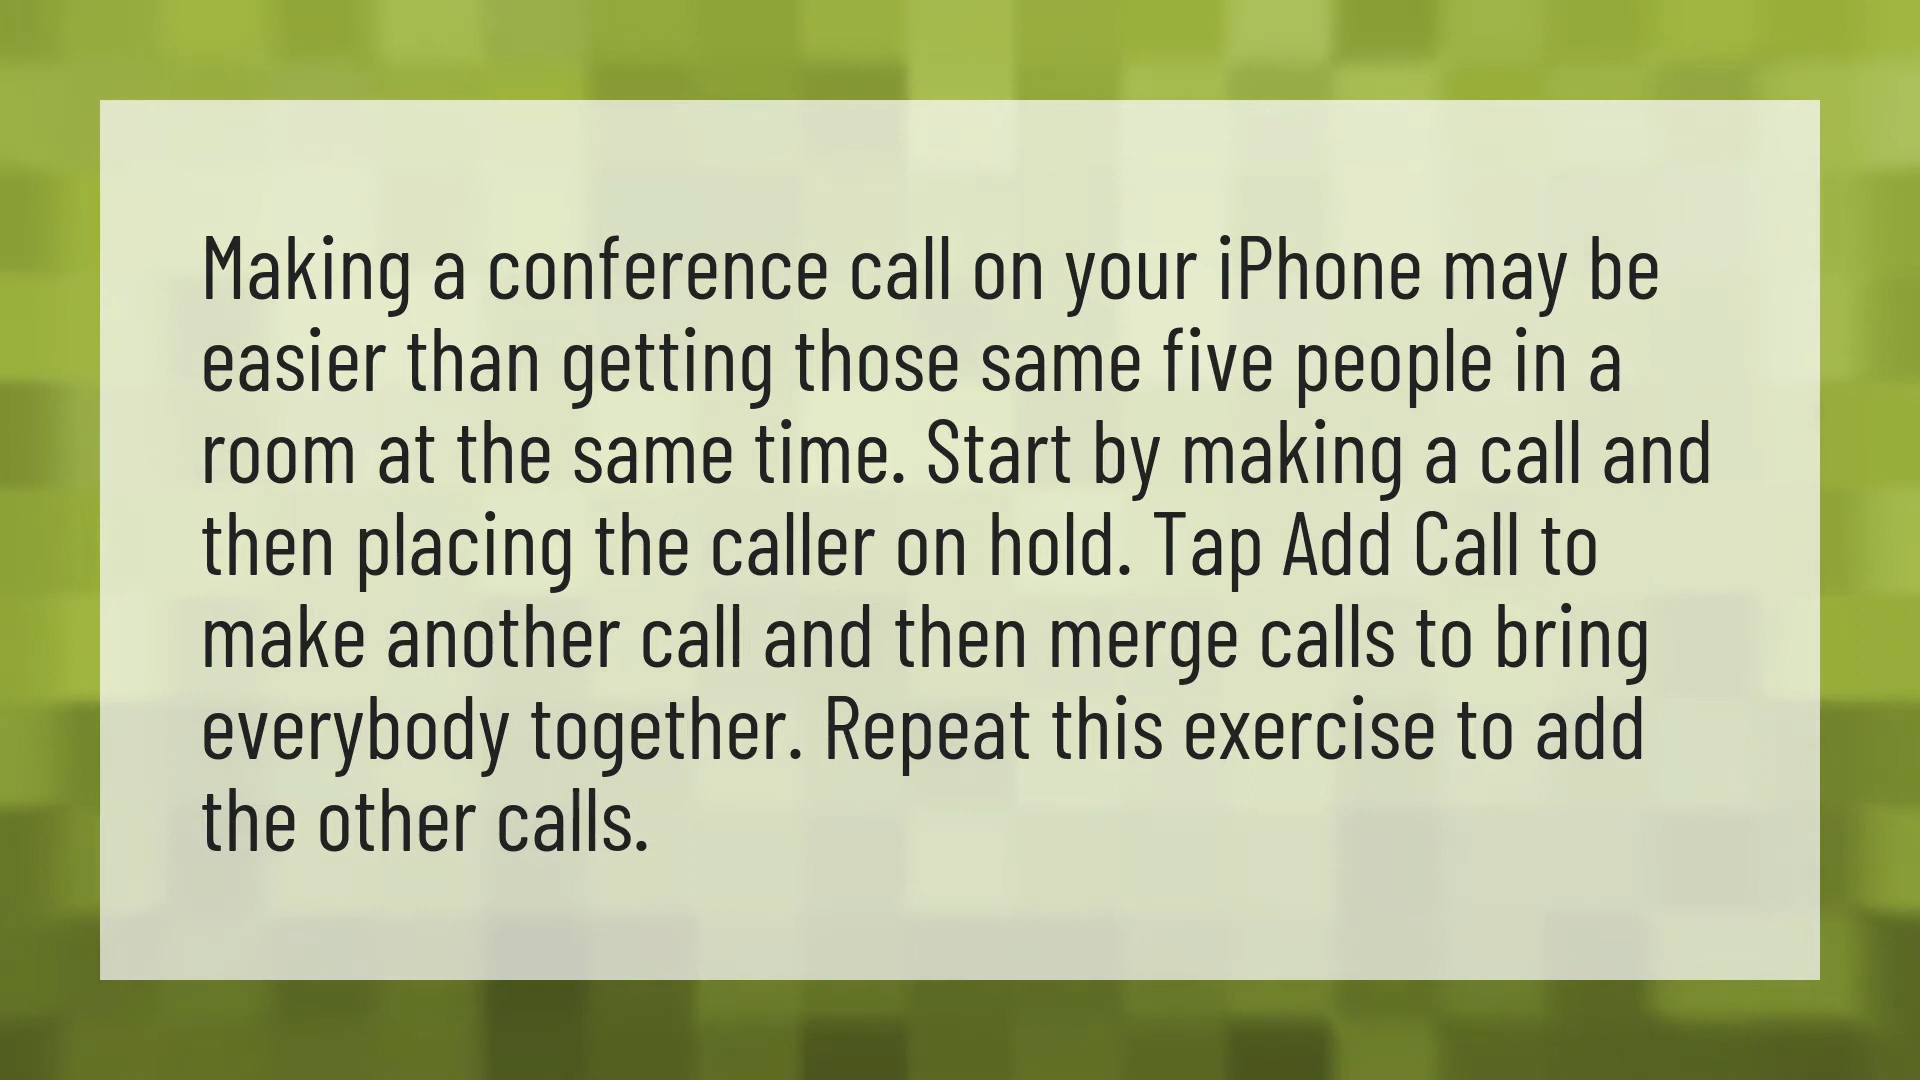 Making a conference call on your iPhone may be
easier than getting those same five people in a
room at the same time. Start by making a call and
then placing the caller on hold. Tap Add Call to
make another call and then merge calls to bring
everybody together. Repeat this exercise to add
the other calls.